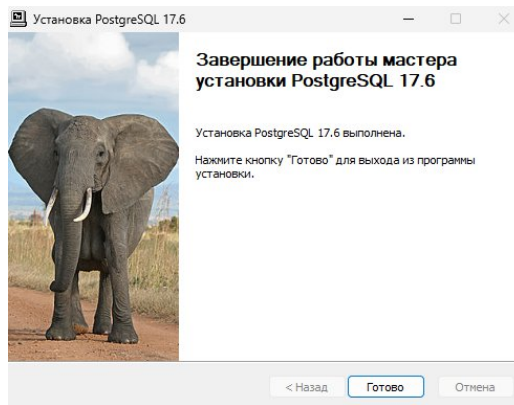 Установка PostgreSQL 17.6
Завершение работы мастера
установки PostgreSQL 17.6
Установка PostgreSQL 17.6 выполнена.
Нажмите кнопку "Готово" для выхода из программы
установки.
< Назад
Готово
Отмена